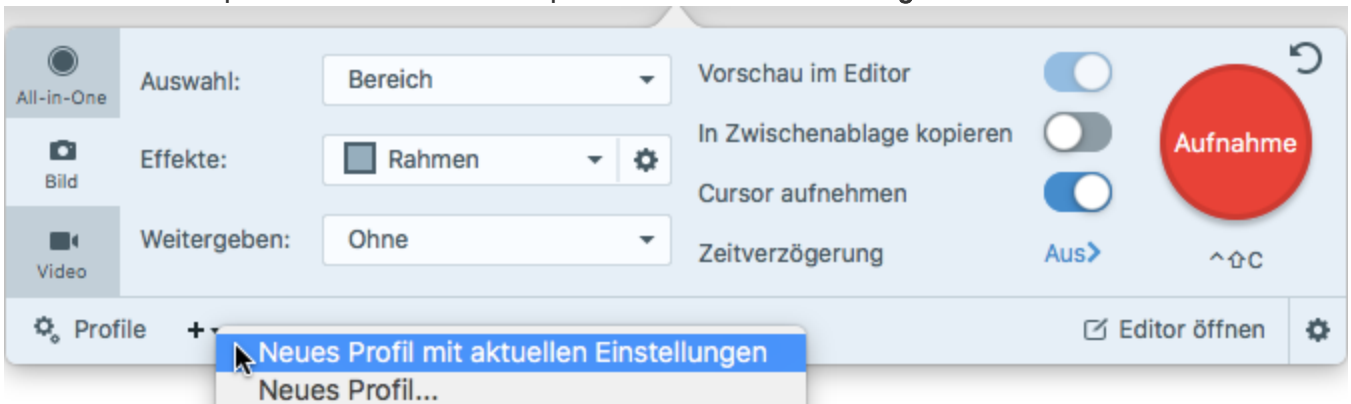 All-in-One
Bild
Video
Auswahl:
Bereich
Effekte:
Rahmen
Weitergeben:
Ohne
Vorschau im Editor
In Zwischenablage kopieren
Cursor aufnehmen
Zeitverzögerung
Aus>
Aufnahme
^⇧C
Profile +
Editor öffnen
Neues Profil mit aktuellen Einstellungen
Neues Profil...